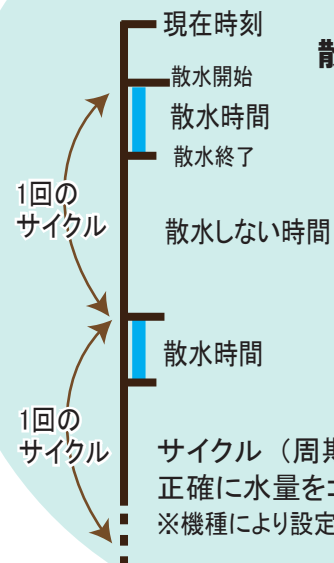 現在時刻
散
散水開始
散水時間
散水終了
1回の
サイクル
散水しない時間
散水時間
1回の
サイクル
サイクル（周
正確に水量を
※機種により設定